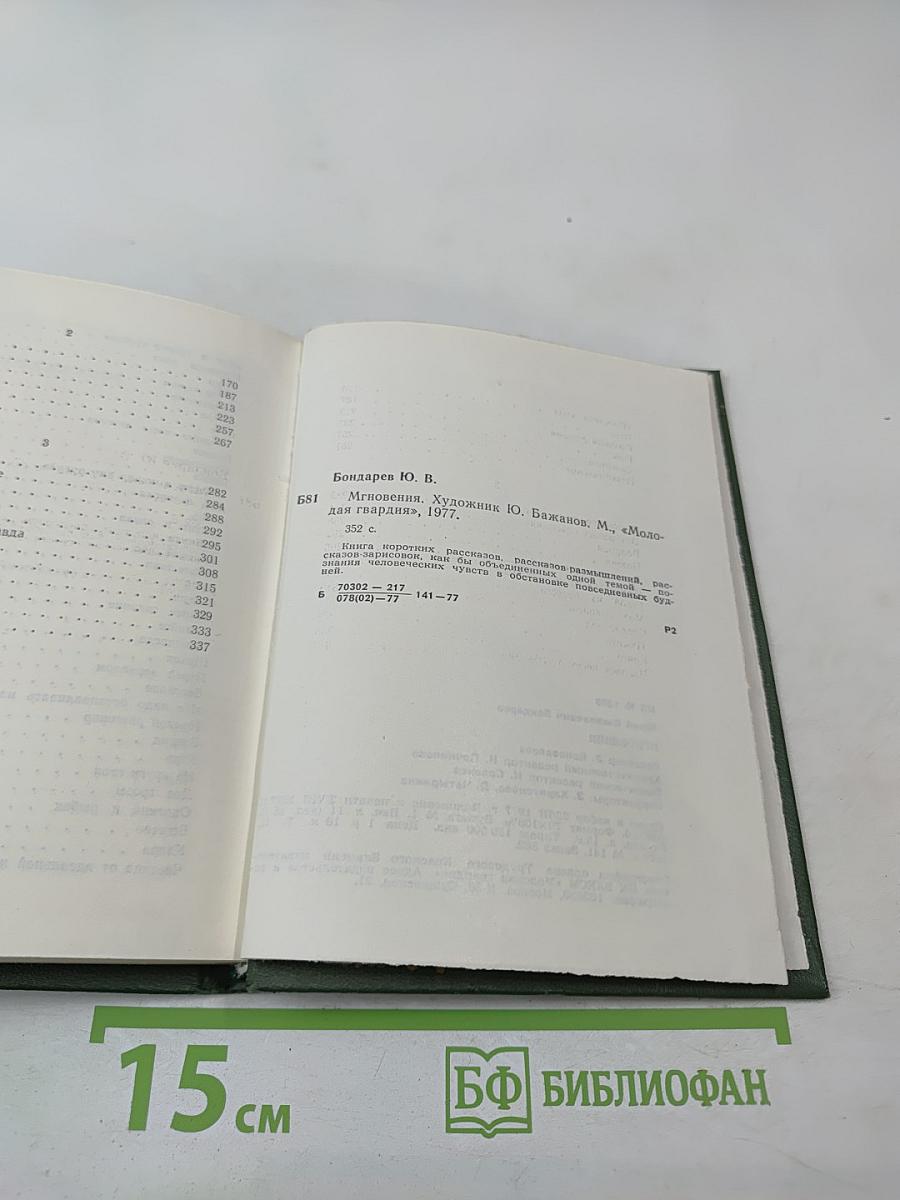 2
170
187
213
223
257
267
3
282
284
288
292
вда 295
301
308
315
321
329
333
337
Бондарев Ю. В.
Б81 Мгновения. Художник Ю. Бажанов. М., «Моло-
дая гвардия», 1977.
352 с.
Книга коротких рассказов, рассказов-размышлений, рас-
сказов-зарисовок, как бы объединенных одной темой — по-
знания человеческих чувств в обстановке повседневных буд-
ней.
Б 70302 — 217
078(02)—77 141—77
Р2
15 см
БФ БИБЛИОФАН